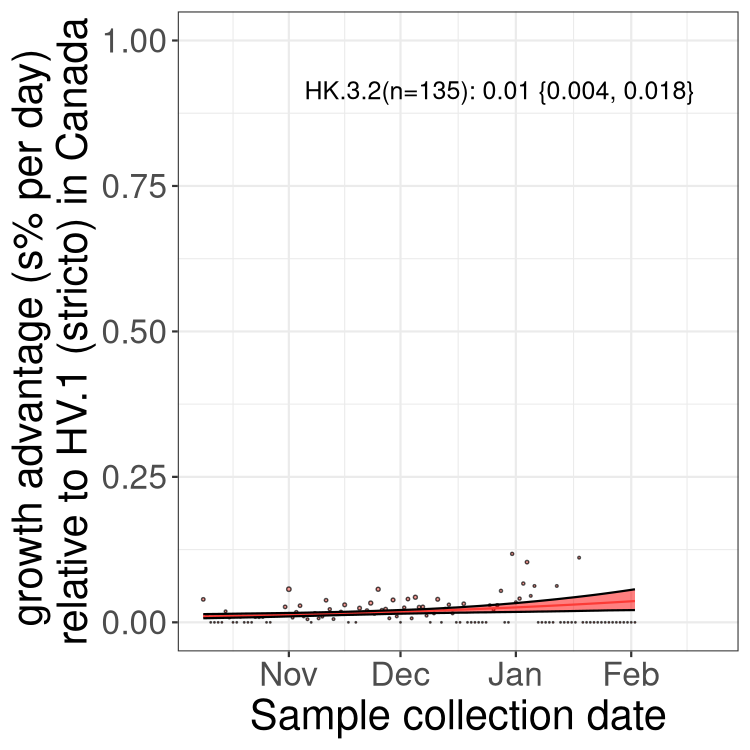 growth advantage (s% per day)
relative to HV.1 (stricto) in Canada
1.00
0.75
0.50
0.25
0.00
HK.3.2(n=135): 0.01 {0.004, 0.018}
Nov Dec Jan Feb
Sample collection date